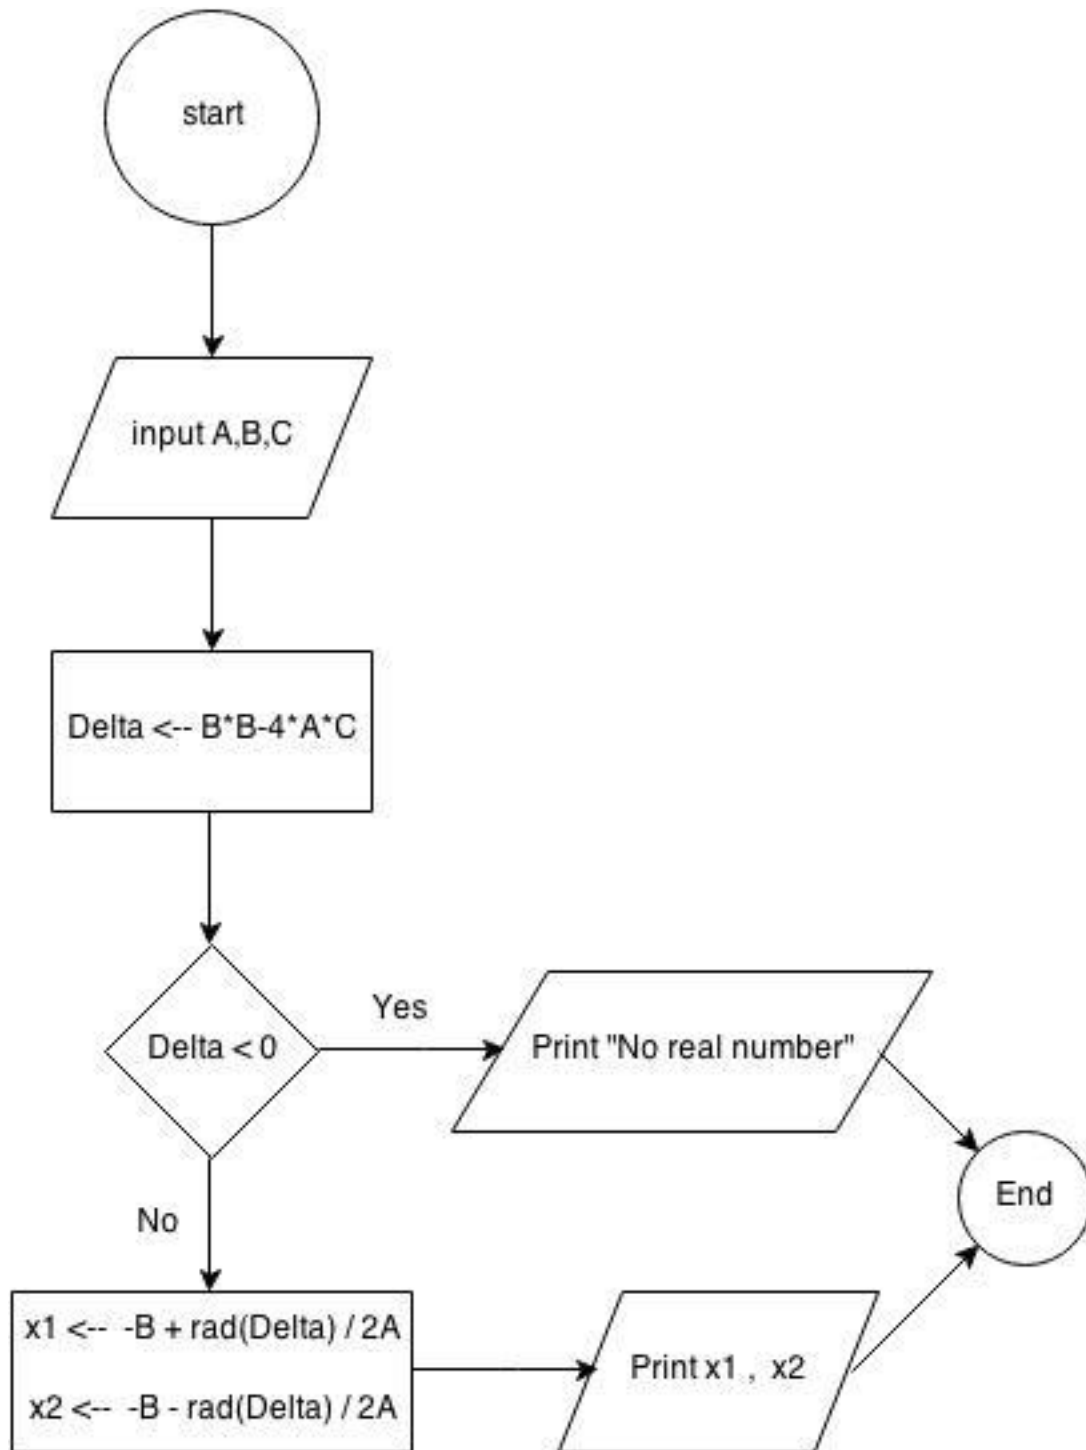 start
input A,B,C
Delta <-- B*B-4*A*C
Delta < 0
Yes
Print "No real number"
End
No
x1 <-- -B + rad(Delta) / 2A
x2 <-- -B - rad(Delta) / 2A
Print x1 , x2